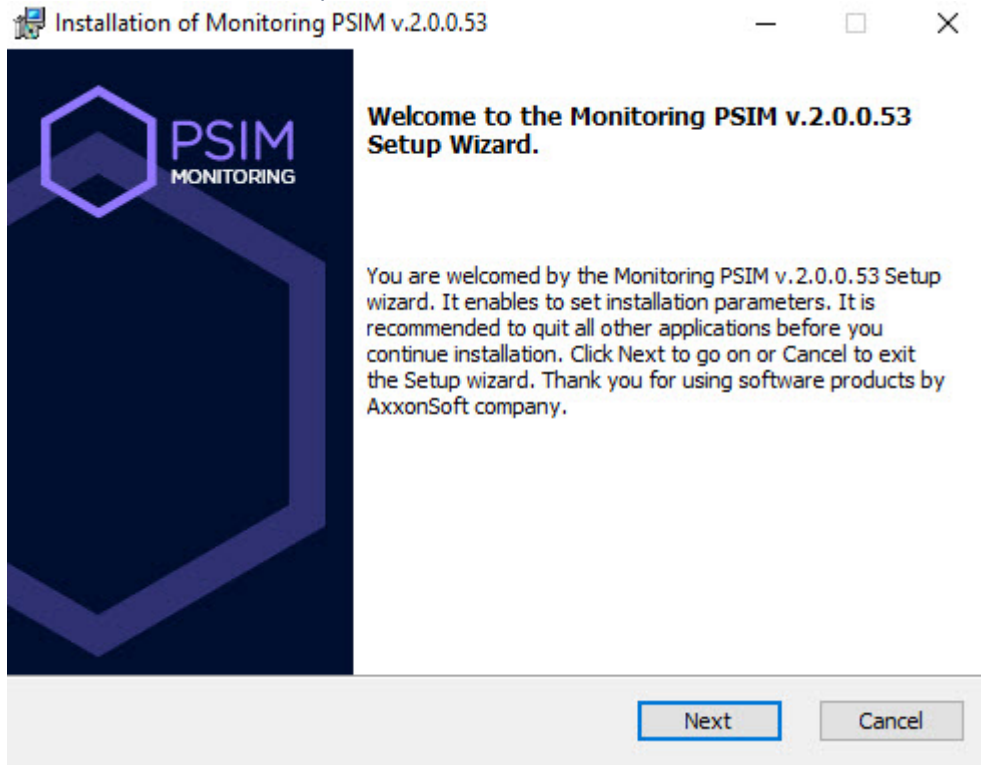 Installation of Monitoring PSIM v.2.0.0.53
PSIM
MONITORING
Welcome to the Monitoring PSIM v.2.0.0.53
Setup Wizard.
You are welcomed by the Monitoring PSIM v.2.0.0.53 Setup
wizard. It enables to set installation parameters. It is
recommended to quit all other applications before you
continue installation. Click Next to go on or Cancel to exit
the Setup wizard. Thank you for using software products by
AxxonSoft company.
Next
Cancel